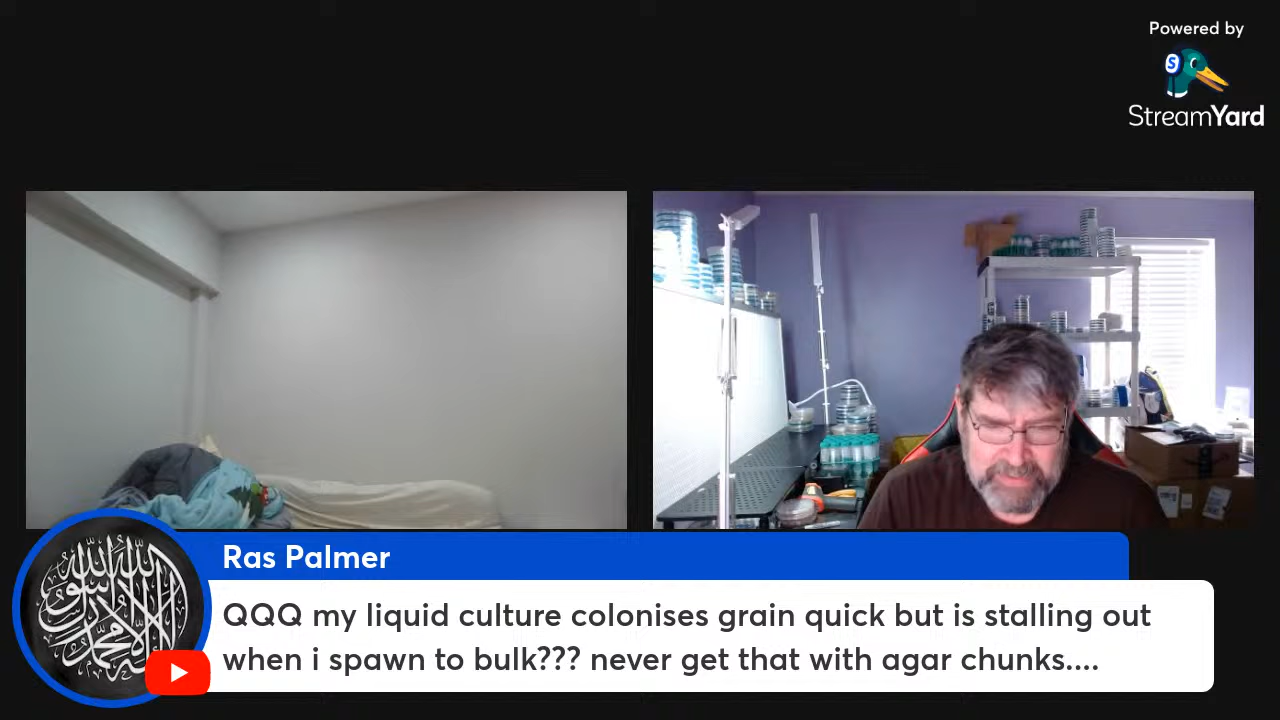 Powered by
StreamYard
Ras Palmer
QQQ my liquid culture colonises grain quick but is stalling out
when i spawn to bulk??? never get that with agar chunks....